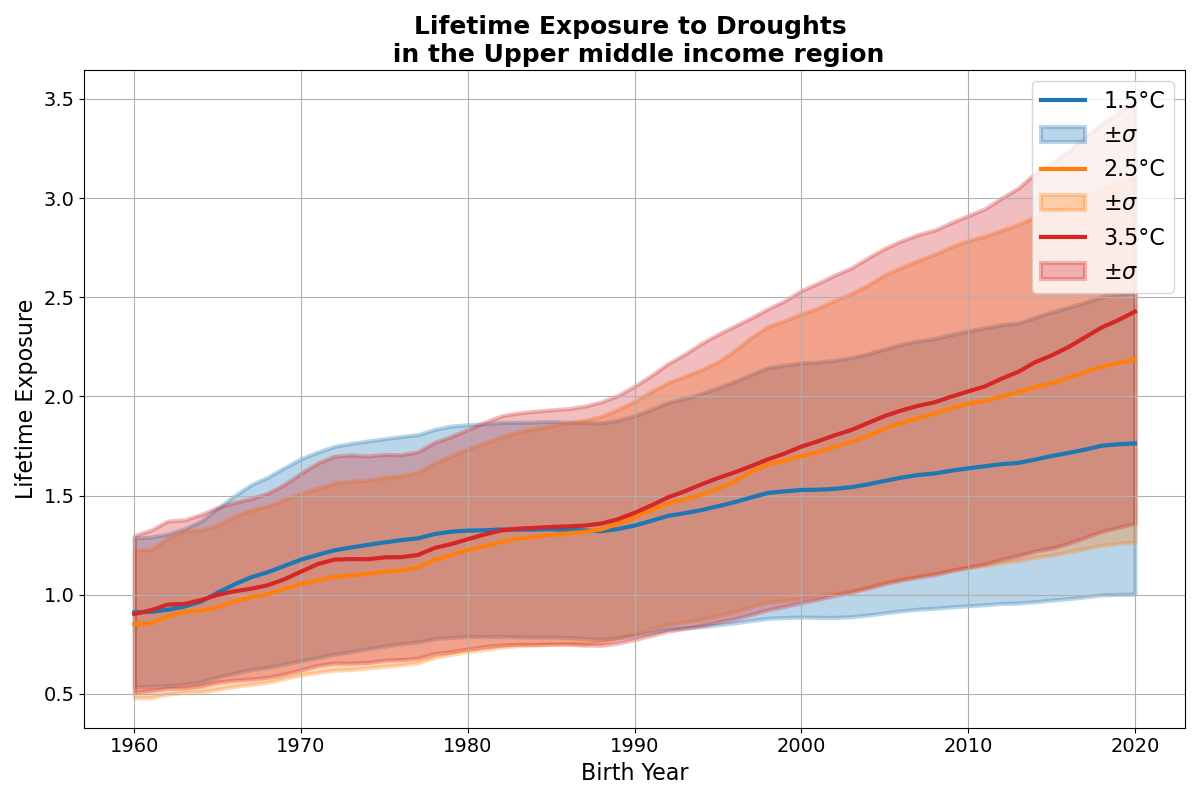 Lifetime Exposure to Droughts
in the Upper middle income region
3.5
3.0
2.5
2.0
1.5
1.0
0.5
Lifetime Exposure
1960
1970
1980
1990
2000
2010
2020
Birth Year
1.5°C
±σ
2.5°C
±σ
3.5°C
±σ